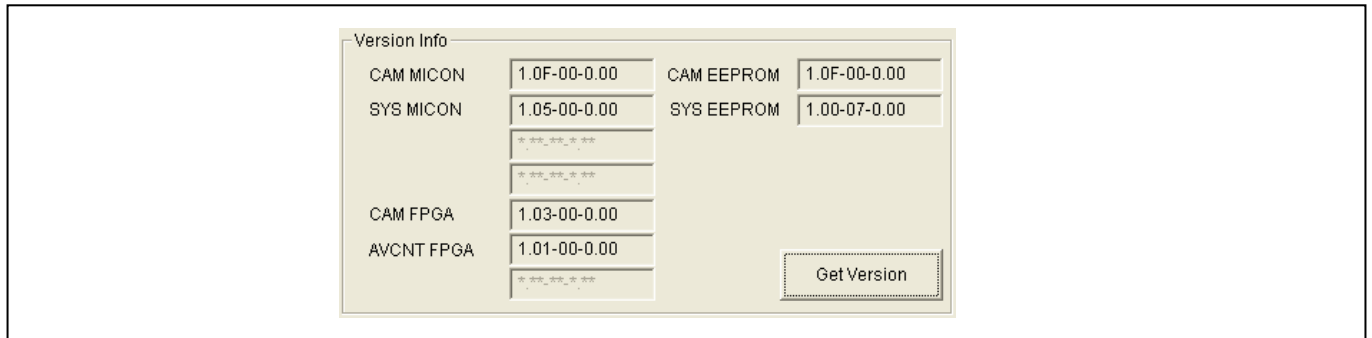 Version Info
CAM MICON 1.0F-00-0.00 CAM EEPROM 1.0F-00-0.00
SYS MICON 1.05-00-0.00 SYS EEPROM 1.00-07-0.00
*.**-**-*.**
*.**-**-*.**
CAM FPGA 1.03-00-0.00
AVCNT FPGA 1.01-00-0.00
*.**-**-*.** Get Version